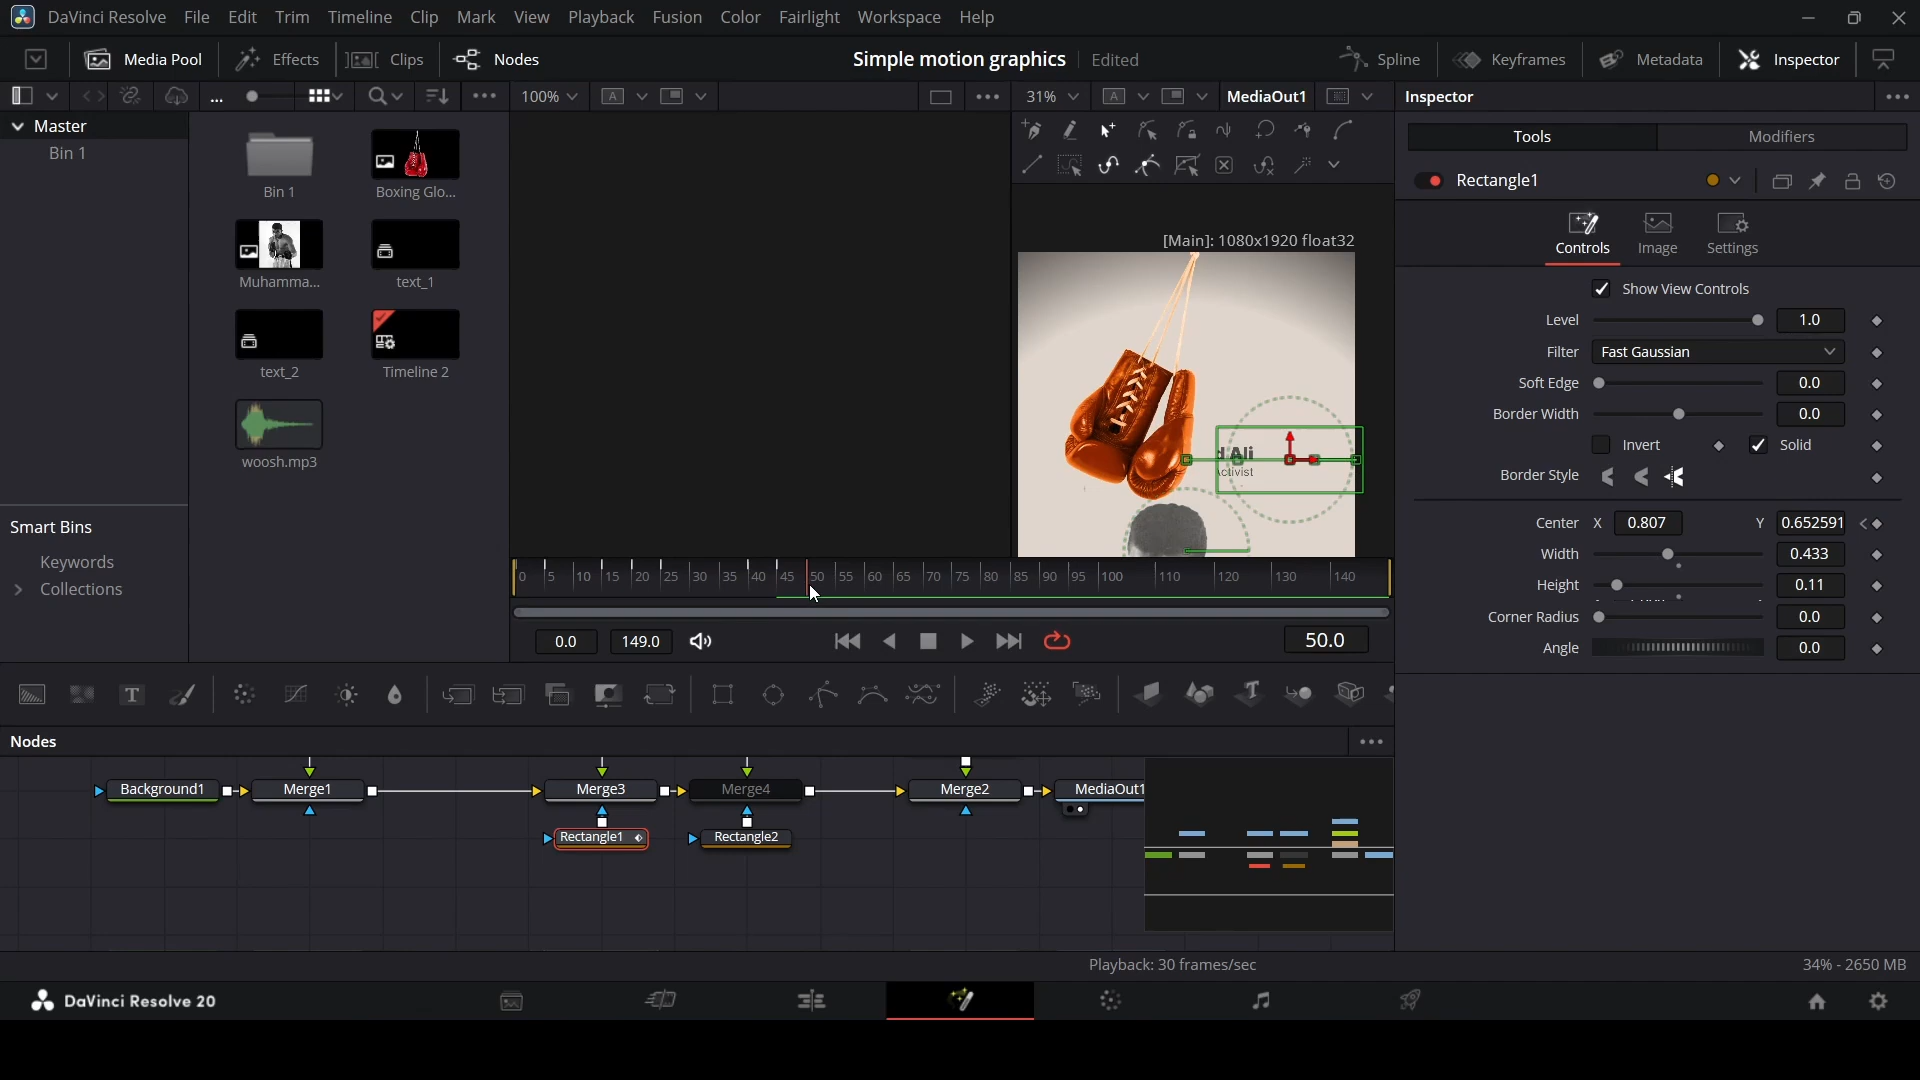 DaVinci Resolve File Edit Trim Timeline Clip Mark View Playback Fusion Color Fairlight Workspace Help
Media Pool Effects Clips Nodes Simple motion graphics Edited Spline Keyframes Metadata Inspector
... 100% A 31% A MediaOut1 Inspector
Master
Bin 1
Bin 1
Boxing Glo...
Muhamma...
text_1
text_2
Timeline 2
woosh.mp3
Smart Bins
Keywords
Collections
[Main]: 1080x1920 float32
d Ali
Activist
Tools Modifiers
Rectangle1
Controls Image Settings
Show View Controls
Level 1.0
Filter Fast Gaussian
Soft Edge 0.0
Border Width 0.0
Invert Solid
Border Style
Center X 0.807 Y 0.652591
Width 0.433
Height 0.11
Corner Radius 0.0
Angle 0.0
0 5 10 15 20 25 30 35 40 45 50 55 60 65 70 75 80 85 90 95 100 110 120 130 140
0.0 149.0 50.0
T T
Nodes
Background1 Merge1 Merge3 Merge4 Merge2 MediaOut1
Rectangle1 Rectangle2
Playback: 30 frames/sec 34% - 2650 MB
DaVinci Resolve 20